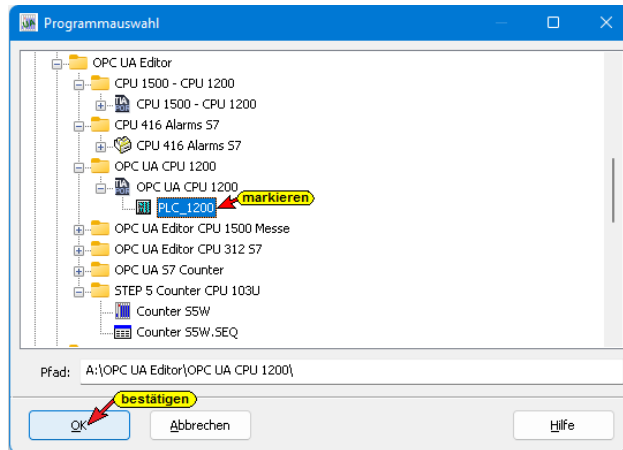 Programmauswahl
OPC UA Editor
CPU 1500 - CPU 1200
CPU 1500 - CPU 1200
CPU 416 Alarms S7
CPU 416 Alarms S7
OPC UA CPU 1200
OPC UA CPU 1200
markieren
PLC_1200
OPC UA Editor CPU 1500 Messe
OPC UA Editor CPU 312 S7
OPC UA S7 Counter
STEP 5 Counter CPU 103U
Counter S5W
Counter S5W.SEQ
Pfad: A:\OPC UA Editor\OPC UA CPU 1200\
bestätigen
OK Abbrechen Hilfe